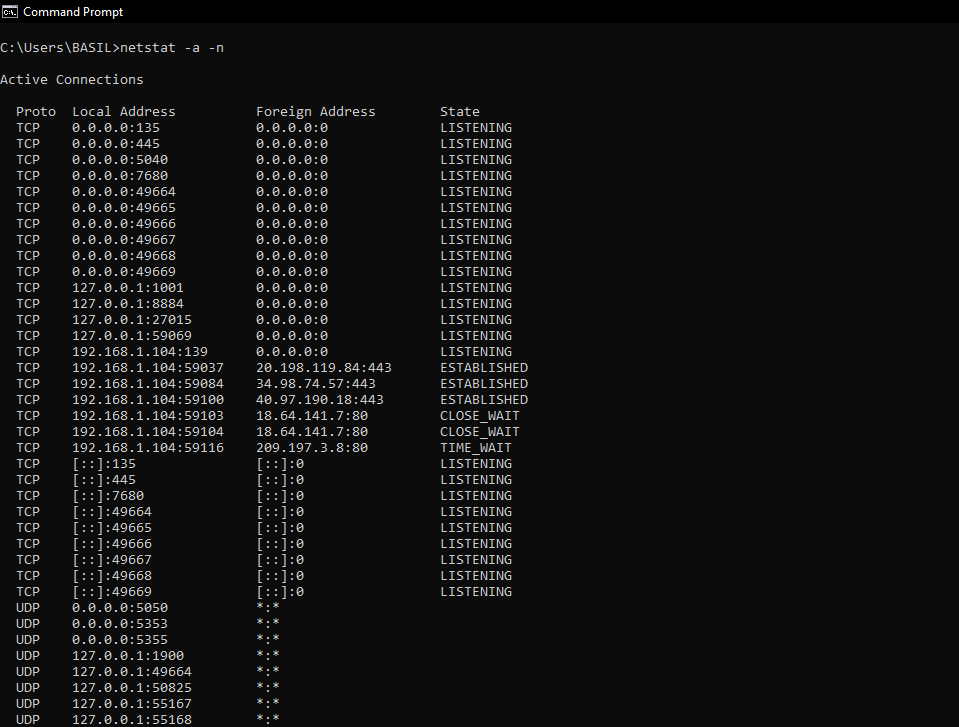 Command Prompt
C:\Users\BASIL>netstat -a -n
Active Connections
Proto Local Address Foreign Address State
TCP 0.0.0.0:135 0.0.0.0:0 LISTENING
TCP 0.0.0.0:445 0.0.0.0:0 LISTENING
TCP 0.0.0.0:5040 0.0.0.0:0 LISTENING
TCP 0.0.0.0:7680 0.0.0.0:0 LISTENING
TCP 0.0.0.0:49664 0.0.0.0:0 LISTENING
TCP 0.0.0.0:49665 0.0.0.0:0 LISTENING
TCP 0.0.0.0:49666 0.0.0.0:0 LISTENING
TCP 0.0.0.0:49667 0.0.0.0:0 LISTENING
TCP 0.0.0.0:49668 0.0.0.0:0 LISTENING
TCP 0.0.0.0:49669 0.0.0.0:0 LISTENING
TCP 127.0.0.1:1001 0.0.0.0:0 LISTENING
TCP 127.0.0.1:8884 0.0.0.0:0 LISTENING
TCP 127.0.0.1:27015 0.0.0.0:0 LISTENING
TCP 127.0.0.1:59069 0.0.0.0:0 LISTENING
TCP 192.168.1.104:139 0.0.0.0:0 LISTENING
TCP 192.168.1.104:59037 20.198.119.84:443 ESTABLISHED
TCP 192.168.1.104:59084 34.98.74.57:443 ESTABLISHED
TCP 192.168.1.104:59100 40.97.190.18:443 ESTABLISHED
TCP 192.168.1.104:59103 18.64.141.7:80 CLOSE_WAIT
TCP 192.168.1.104:59104 18.64.141.7:80 CLOSE_WAIT
TCP 192.168.1.104:59116 209.197.3.8:80 TIME_WAIT
TCP [::]:135 [::]:0 LISTENING
TCP [::]:445 [::]:0 LISTENING
TCP [::]:7680 [::]:0 LISTENING
TCP [::]:49664 [::]:0 LISTENING
TCP [::]:49665 [::]:0 LISTENING
TCP [::]:49666 [::]:0 LISTENING
TCP [::]:49667 [::]:0 LISTENING
TCP [::]:49668 [::]:0 LISTENING
TCP [::]:49669 [::]:0 LISTENING
UDP 0.0.0.0:5050 *:*
UDP 0.0.0.0:5353 *:*
UDP 0.0.0.0:5355 *:*
UDP 127.0.0.1:1900 *:*
UDP 127.0.0.1:49664 *:*
UDP 127.0.0.1:50825 *:*
UDP 127.0.0.1:55167 *:*
UDP 127.0.0.1:55168 *:*